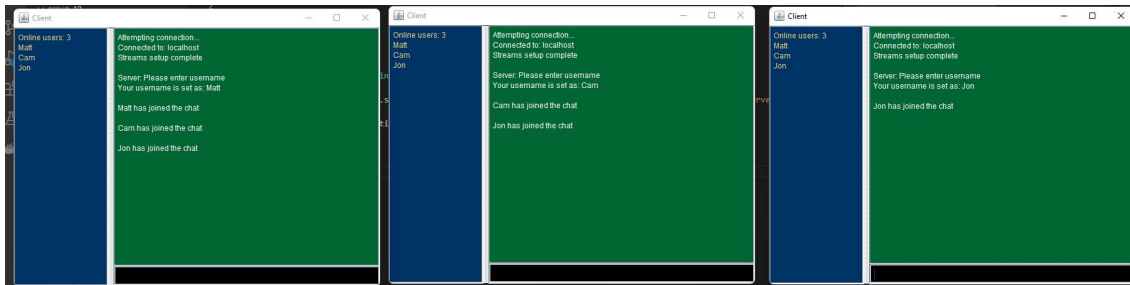 Client
Online users: 3
Matt
Cam
Jon
Attempting connection...
Connected to: localhost
Streams setup complete
Server: Please enter username
Your username is set as: Matt
Matt has joined the chat
Cam has joined the chat
Jon has joined the chat
Client
Online users: 3
Matt
Cam
Jon
Attempting connection...
Connected to: localhost
Streams setup complete
Server: Please enter username
Your username is set as: Cam
Cam has joined the chat
Jon has joined the chat
Client
Online users: 3
Matt
Cam
Jon
Attempting connection...
Connected to: localhost
Streams setup complete
Server: Please enter username
Your username is set as: Jon
Jon has joined the chat